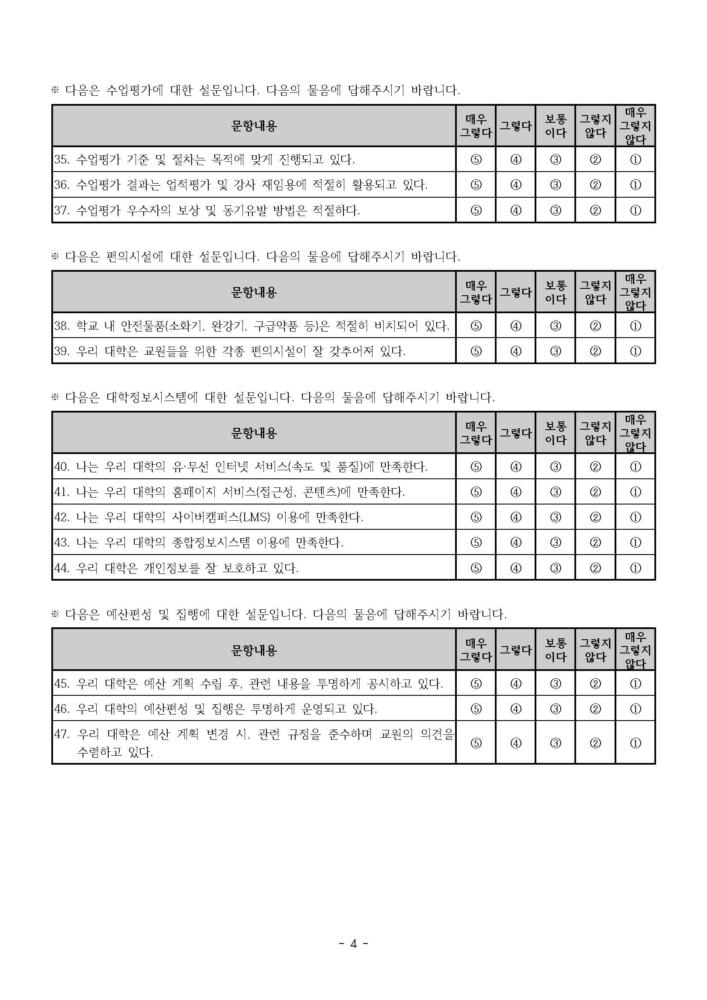 ※ 다음은 수업평가에 대한 설문입니다. 다음의 물음에 답해주시기 바랍니다.
문항내용 매우 그렇다 그렇다 보통 이다 그렇지 않다 매우 그렇지 않다
35. 수업평가 기준 및 절차는 목적에 맞게 진행되고 있다. ⑤ ④ ③ ② ①
36. 수업평가 결과는 업적평가 및 강사 재임용에 적절히 활용되고 있다. ⑤ ④ ③ ② ①
37. 수업평가 우수자의 보상 및 동기유발 방법은 적절하다. ⑤ ④ ③ ② ①
※ 다음은 편의시설에 대한 설문입니다. 다음의 물음에 답해주시기 바랍니다.
문항내용 매우 그렇다 그렇다 보통 이다 그렇지 않다 매우 그렇지 않다
38. 학교 내 안전물품(소화기, 완강기, 구급약품 등)은 적절히 비치되어 있다. ⑤ ④ ③ ② ①
39. 우리 대학은 교원들을 위한 각종 편의시설이 잘 갖추어져 있다. ⑤ ④ ③ ② ①
※ 다음은 대학정보시스템에 대한 설문입니다. 다음의 물음에 답해주시기 바랍니다.
문항내용 매우 그렇다 그렇다 보통 이다 그렇지 않다 매우 그렇지 않다
40. 나는 우리 대학의 유·무선 인터넷 서비스(속도 및 품질)에 만족한다. ⑤ ④ ③ ② ①
41. 나는 우리 대학의 홈페이지 서비스(접근성, 콘텐츠)에 만족한다. ⑤ ④ ③ ② ①
42. 나는 우리 대학의 사이버캠퍼스(LMS) 이용에 만족한다. ⑤ ④ ③ ② ①
43. 나는 우리 대학의 종합정보시스템 이용에 만족한다. ⑤ ④ ③ ② ①
44. 우리 대학은 개인정보를 잘 보호하고 있다. ⑤ ④ ③ ② ①
※ 다음은 예산편성 및 집행에 대한 설문입니다. 다음의 물음에 답해주시기 바랍니다.
문항내용 매우 그렇다 그렇다 보통 이다 그렇지 않다 매우 그렇지 않다
45. 우리 대학은 예산 계획 수립 후, 관련 내용을 투명하게 공시하고 있다. ⑤ ④ ③ ② ①
46. 우리 대학의 예산편성 및 집행은 투명하게 운영되고 있다. ⑤ ④ ③ ② ①
47. 우리 대학은 예산 계획 변경 시, 관련 규정을 준수하며 교원의 의견을
수렴하고 있다. ⑤ ④ ③ ② ①
- 4 -